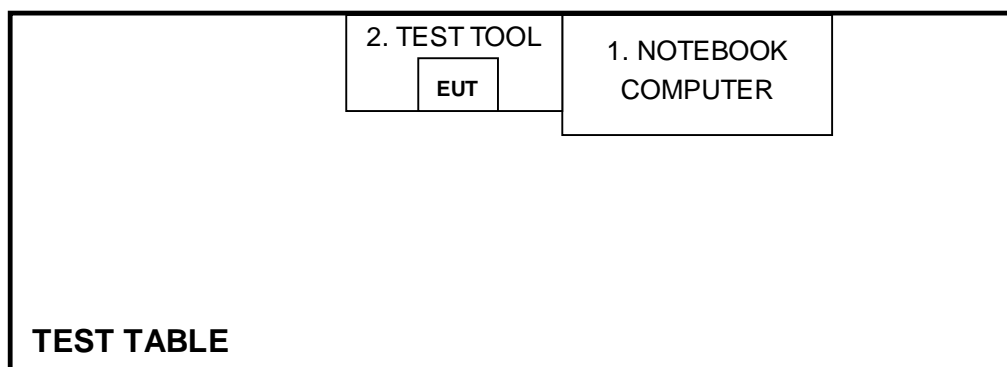 2. TEST TOOL
EUT
1. NOTEBOOK
COMPUTER
TEST TABLE